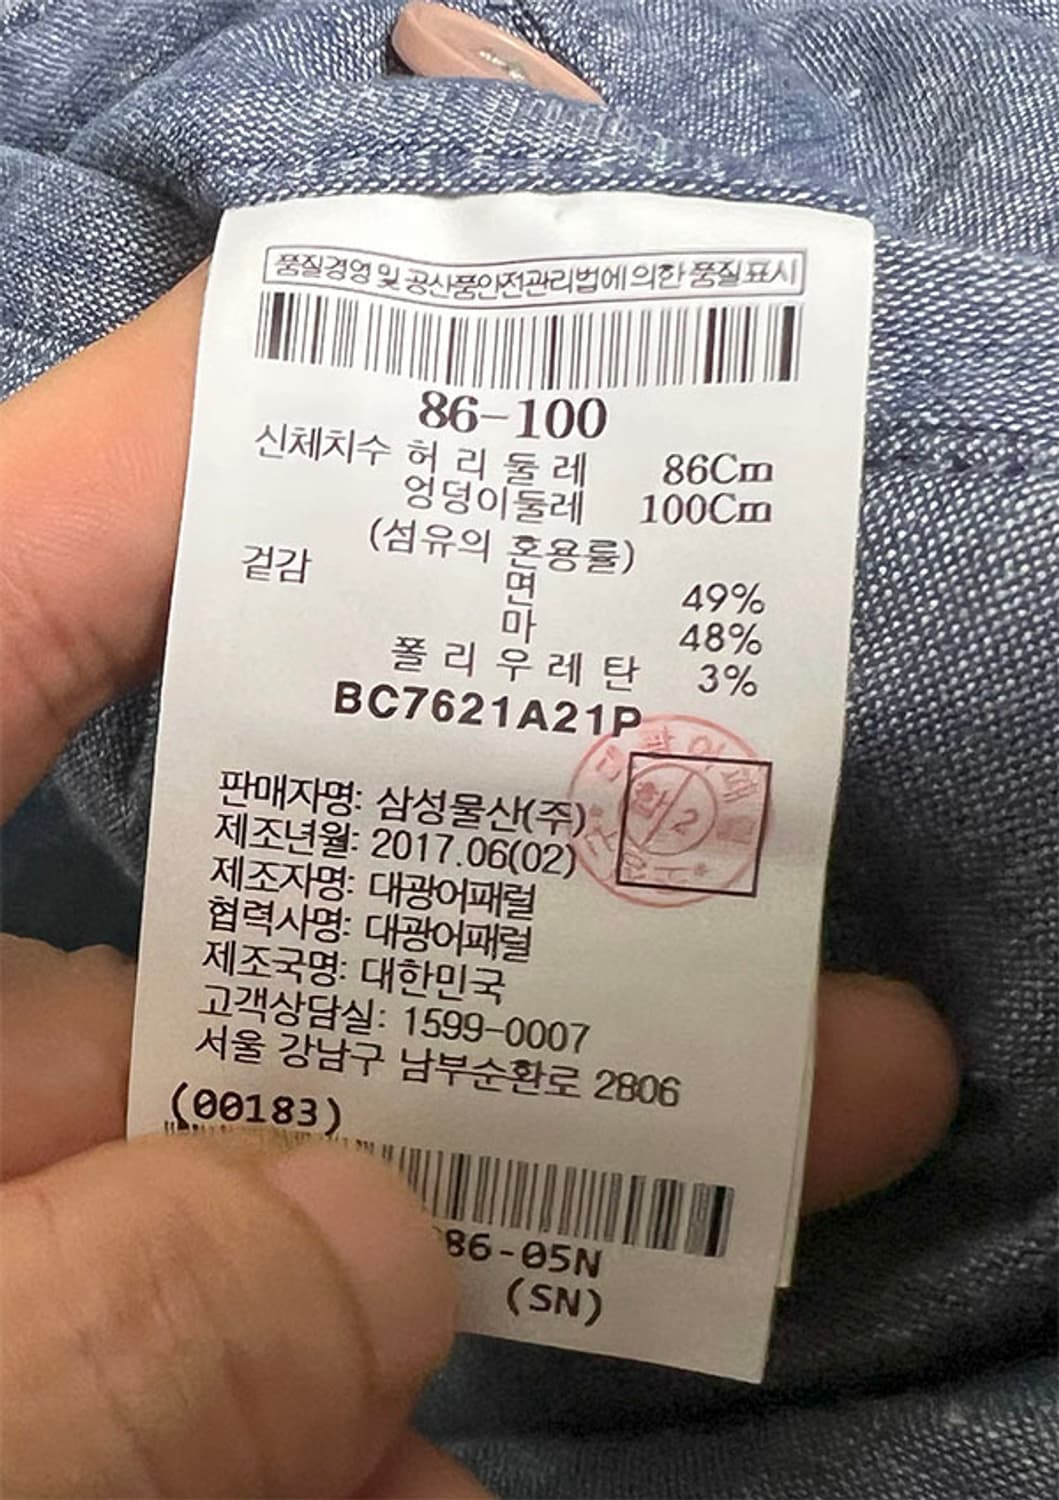 품질경영 및 공산품안전관리법에 의한 품질표시
86-100
신체치수 허 리 둘 레 86Cm
엉덩이둘레 100Cm
(섬유의 혼용률)
겉감
면 49%
마 48%
폴 리 우 레 탄 3%
BC7621A21P
판매자명: 삼성물산(주)
제조년월: 2017.06(02)
제조자명: 대광어패럴
협력사명: 대광어패럴
제조국명: 대한민국
고객상담실: 1599-0007
서울 강남구 남부순환로 2806
(00183)
86-05N
(SN)